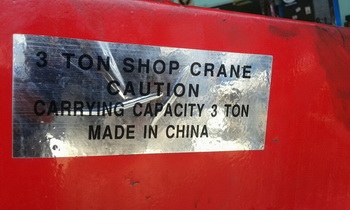 3 TON SHOP CRANE
CAUTION
CARRYING CAPACITY 3 TON
MADE IN CHINA